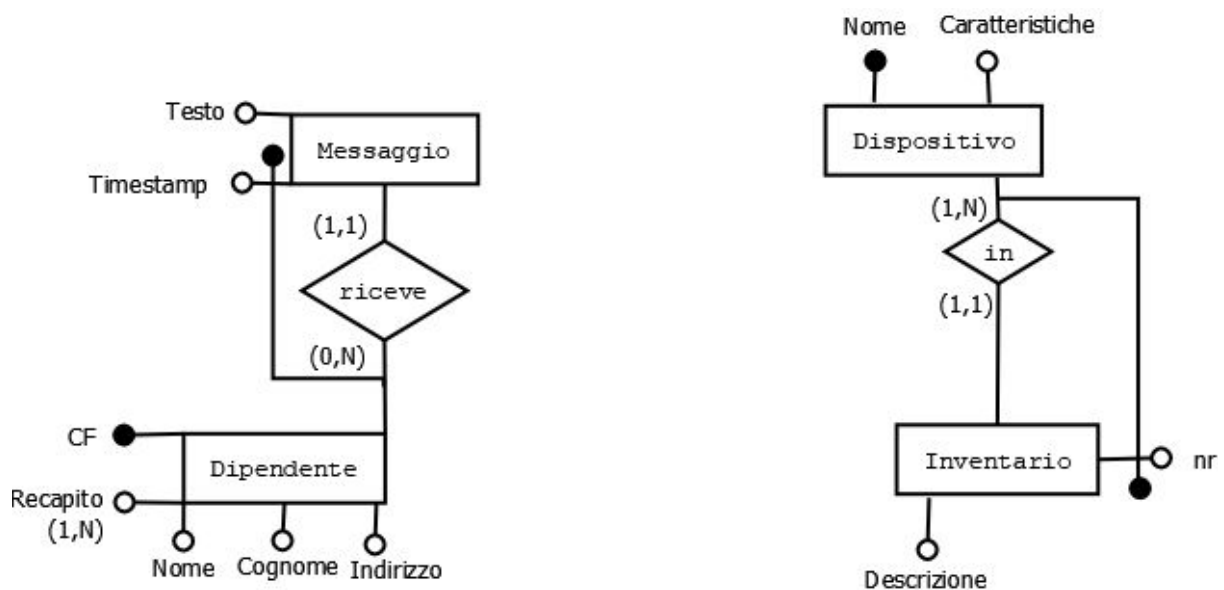 Testo
Messaggio
Timestamp
(1,1)
riceve
(0,N)
CF
Dipendente
Recapito
(1,N)
Nome
Cognome
Indirizzo
Nome
Caratteristiche
Dispositivo
(1,N)
in
(1,1)
Inventario
nr
Descrizione